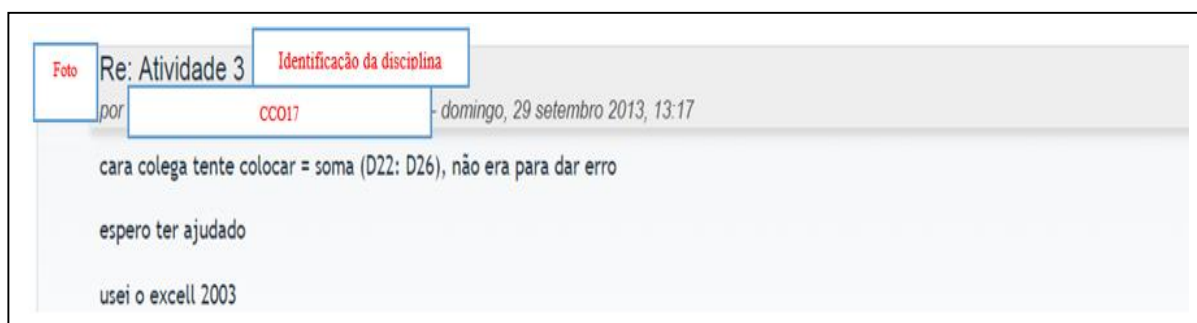 Foto
Re: Atividade 3 Identificação da disciplina
por CCO17 - domingo, 29 setembro 2013, 13:17
cara colega tente colocar = soma (D22: D26), não era para dar erro
espero ter ajudado
usei o excell 2003